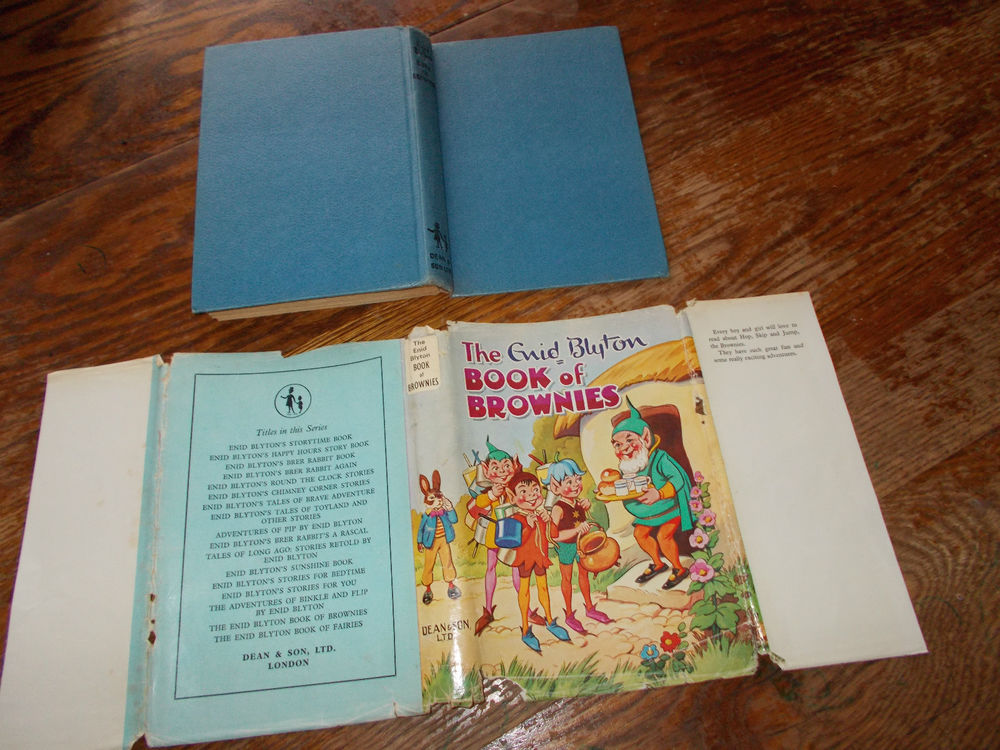 DEAN &
SON LTD
The
Enid
Blyton
BOOK
of
BROWNIES
DEAN & SON,
LTD.
The Enid Blyton
BOOK of
BROWNIES
Every boy and girl will love to
read about Hop, Skip and Jump,
the Brownies.
They have such great fun and
some really exciting adventures.
Titles in this Series
ENID BLYTON'S STORYTIME BOOK
ENID BLYTON'S HAPPY HOURS STORY BOOK
ENID BLYTON'S BRER RABBIT BOOK
ENID BLYTON'S BRER RABBIT AGAIN
ENID BLYTON'S ROUND THE CLOCK STORIES
ENID BLYTON'S CHIMNEY CORNER STORIES
ENID BLYTON'S TALES OF BRAVE ADVENTURE
ENID BLYTON'S TALES OF TOYLAND AND
OTHER STORIES
ADVENTURES OF PIP BY ENID BLYTON
ENID BLYTON'S BRER RABBIT'S A RASCAL
TALES OF LONG AGO: STORIES RETOLD BY
ENID BLYTON
ENID BLYTON'S SUNSHINE BOOK
ENID BLYTON'S STORIES FOR BEDTIME
ENID BLYTON'S STORIES FOR YOU
THE ADVENTURES OF BINKLE AND FLIP
BY ENID BLYTON
THE ENID BLYTON BOOK OF BROWNIES
THE ENID BLYTON BOOK OF FAIRIES
DEAN & SON, LTD.
LONDON